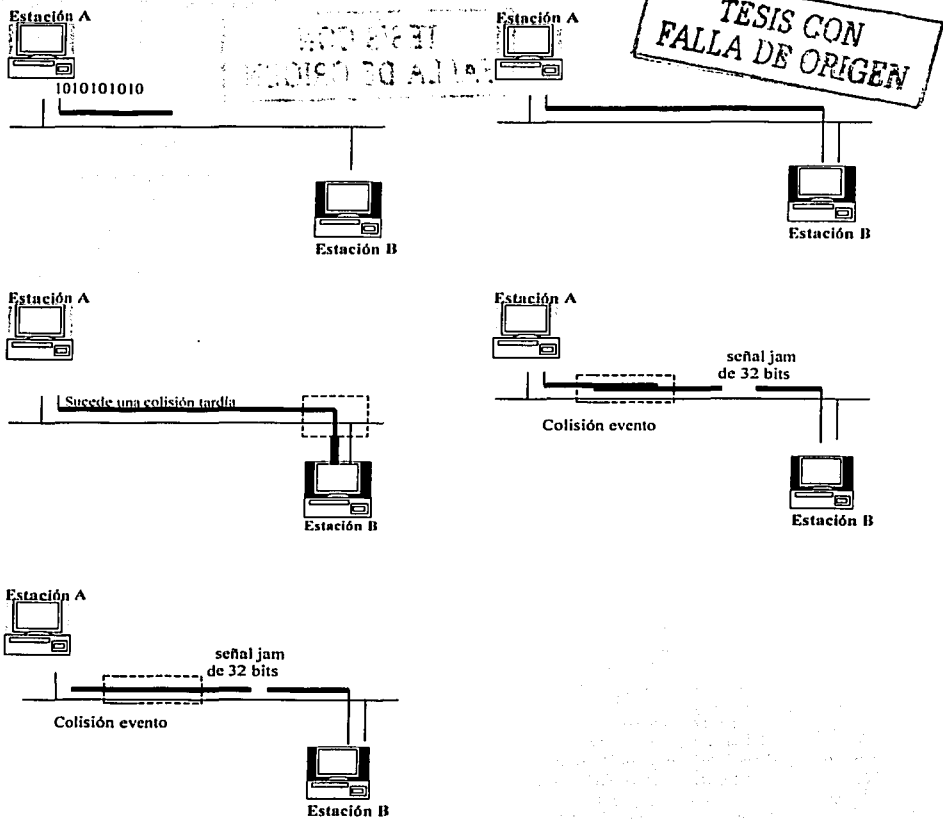 Estación A
1010101010
Estación B
Estación A
TESIS CON
FALLA DE ORIGEN
Estación B
Estación A
Sucede una colisión tardía
Estación B
Estación A
señal jam
de 32 bits
Colisión evento
Estación B
Estación A
señal jam
de 32 bits
Colisión evento
Estación B